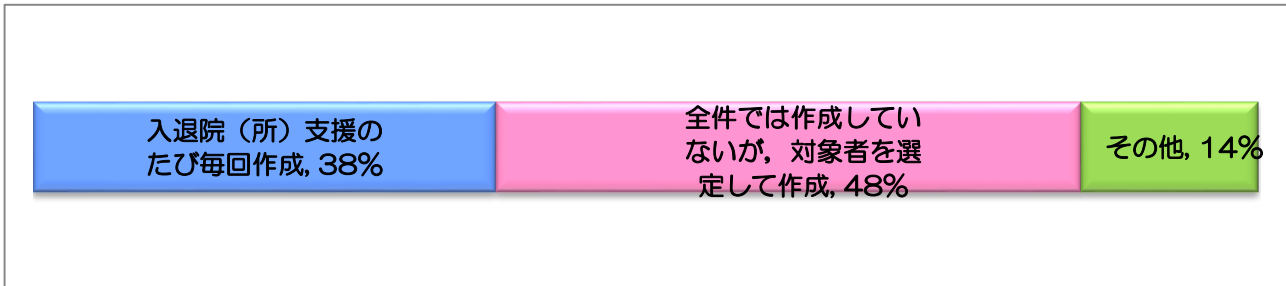 入退院（所）支援の
たび毎回作成, 38%
全件では作成してい
ないが，対象者を選
定して作成, 48%
その他, 14%